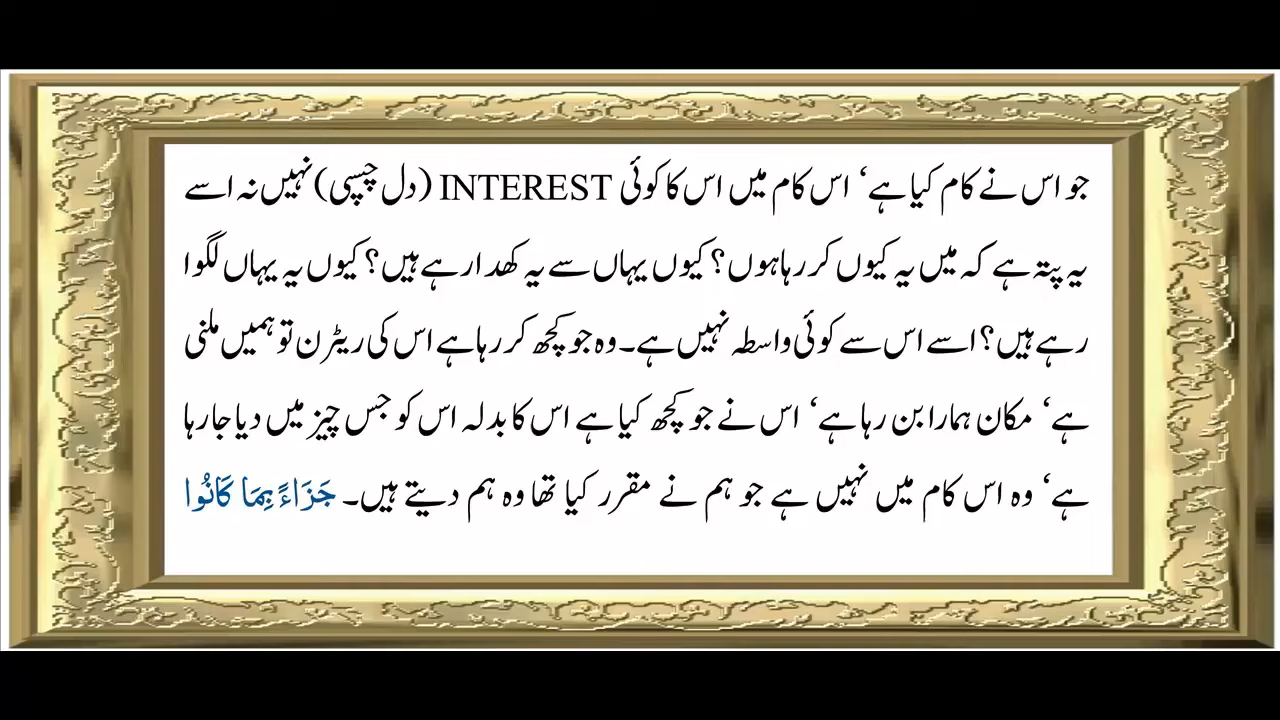 جو اس نے کام کیا ہے‘ اس کام میں اس کا کوئی INTEREST (دل چسپی) نہیں نہ اسے
یہ پتہ ہے کہ میں یہ کیوں کر رہا ہوں؟ کیوں یہاں سے یہ کھدا رہے ہیں؟ کیوں یہ یہاں لگوا
رہے ہیں؟ اسے اس سے کوئی واسطہ نہیں ہے۔ وہ جو کچھ کر رہا ہے اس کی ریٹرن تو ہمیں ملنی
ہے‘ مکان ہمارا بن رہا ہے‘ اس نے جو کچھ کیا ہے اس کا بدلہ اس کو جس چیز میں دیا جا رہا
ہے‘ وہ اس کام میں نہیں ہے جو ہم نے مقرر کیا تھا وہ ہم دیتے ہیں۔ جَزَاءً بِمَا كَانُوا